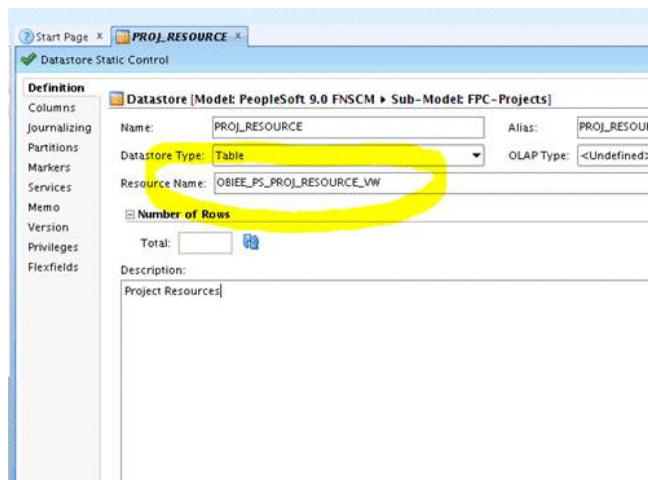 Start Page x PROJ_RESOURCE x
Datastore Static Control
Definition
Columns
Journalizing
Partitions
Markers
Services
Memo
Version
Privileges
Flexfields
Datastore [Model: PeopleSoft 9.0 FNSCM ▸ Sub-Model: FPC-Projects]
Name: PROJ_RESOURCE Alias: PROJ_RESOU
Datastore Type: Table OLAP Type: <Undefined>
Resource Name: OBIEE_PS_PROJ_RESOURCE_VW
Number of Rows
Total:
Description:
Project Resources